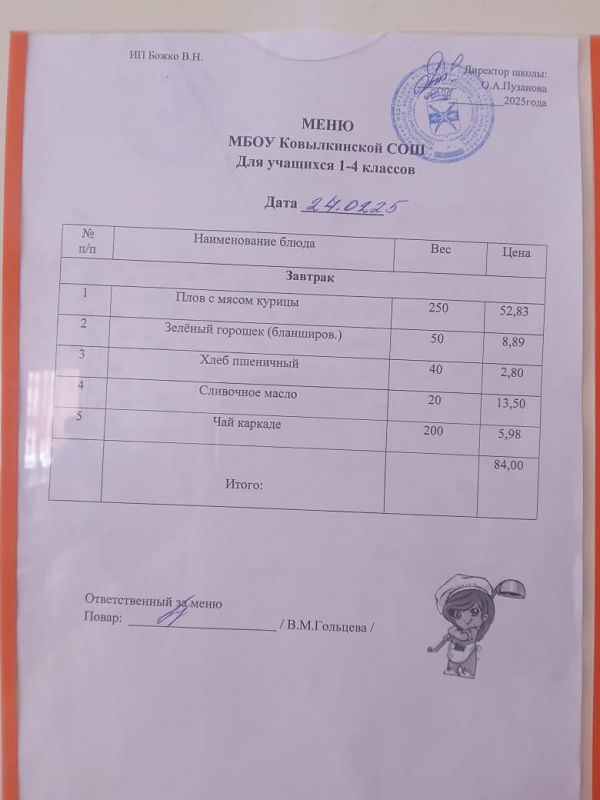 ИП Божко В.Н.
Директор школы:
О.А.Пузанова
2025года
МЕНЮ
МБОУ Ковылкинской СОШ
Для учащихся 1-4 классов
Дата 24.0225
№ п/п Наименование блюда Вес Цена
Завтрак
1 Плов с мясом курицы 250 52,83
2 Зелёный горошек (бланширов.) 50 8,89
3 Хлеб пшеничный 40 2,80
4 Сливочное масло 20 13,50
5 Чай каркаде 200 5,98
Итого: 84,00
Ответственный за меню
Повар: / В.М.Гольцева /